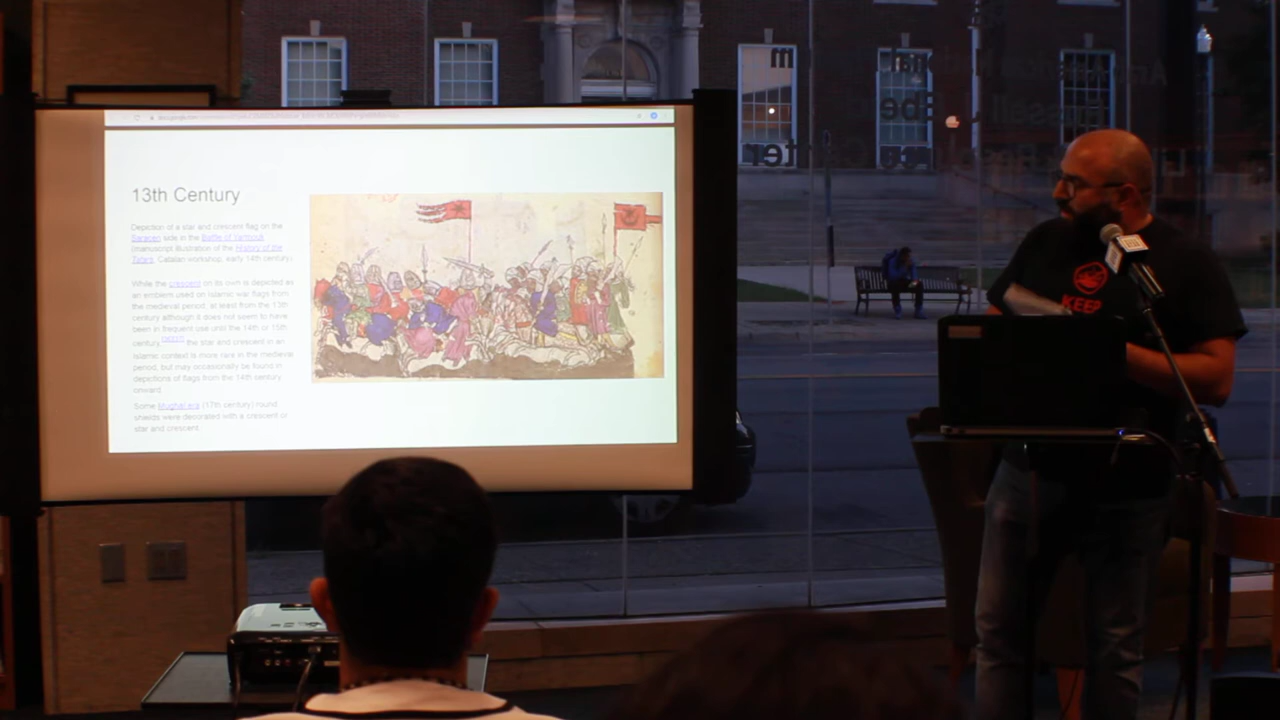 13th Century
Depiction of a star and crescent flag on the
Saracen side in the Battle of Yarmouk
(manuscript illustration of the History of the
Tatars, Catalan workshop, early 14th century).
While the crescent on its own is depicted as
an emblem used on Islamic war flags from
the medieval period, at least from the 13th
century although it does not seem to have
been in frequent use until the 14th or 15th
century, the star and crescent in an
Islamic context is more rare in the medieval
period, but may occasionally be found in
depictions of flags from the 14th century
onward.
Some Mughal era (17th century) round
shields were decorated with a crescent or
star and crescent.
KEEP